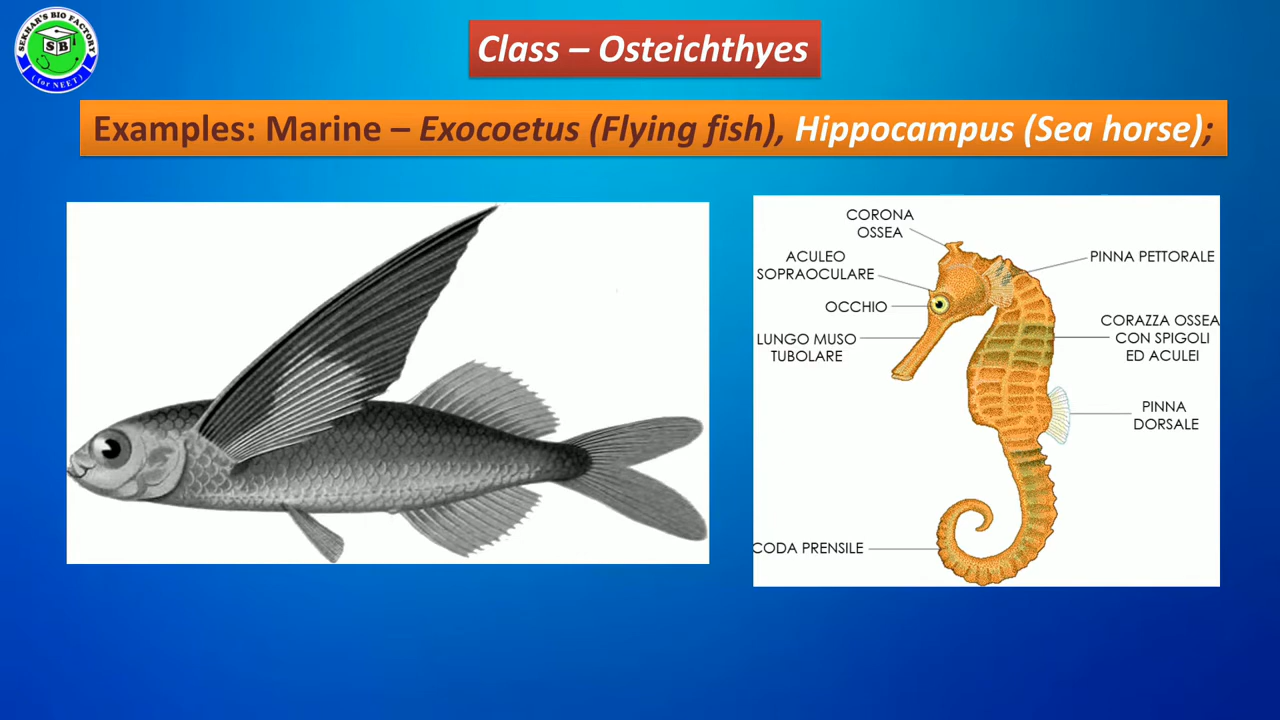 SEKHAR'S BIO FACTORY
S B
(for NEET)
Class – Osteichthyes
Examples: Marine – Exocoetus (Flying fish), Hippocampus (Sea horse);
CORONA
OSSEA
ACULEO
SOPRAOCULARE
OCCHIO
LUNGO MUSO
TUBOLARE
CODA PRENSILE
PINNA PETTORALE
CORAZZA OSSEA
CON SPIGOLI
ED ACULEI
PINNA
DORSALE